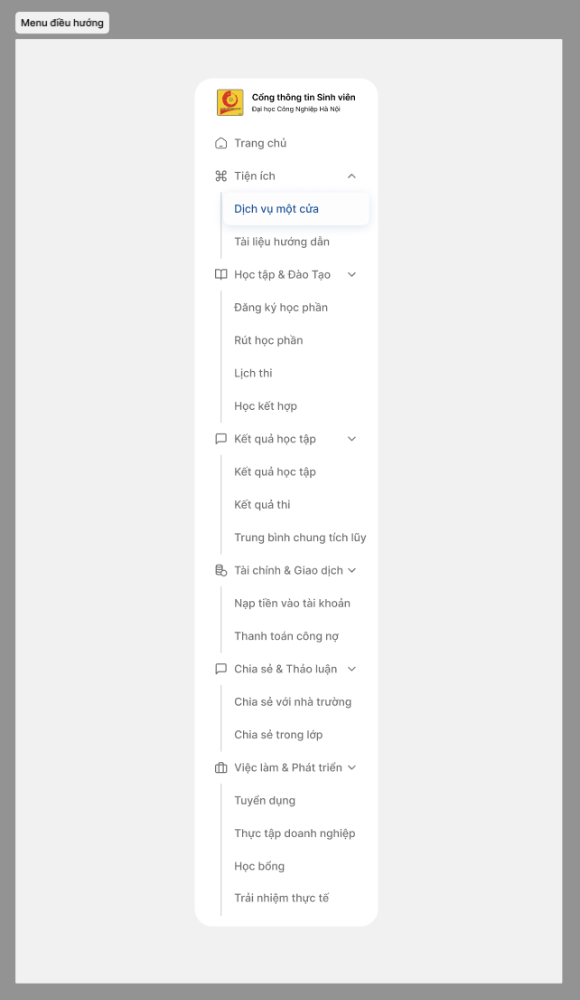 Menu điều hướng
Cổng thông tin Sinh viên
Đại học Công Nghiệp Hà Nội
Trang chủ
Tiện ích
Dịch vụ một cửa
Tài liệu hướng dẫn
Học tập & Đào Tạo
Đăng ký học phần
Rút học phần
Lịch thi
Học kết hợp
Kết quả học tập
Kết quả học tập
Kết quả thi
Trung bình chung tích lũy
Tài chính & Giao dịch
Nạp tiền vào tài khoản
Thanh toán công nợ
Chia sẻ & Thảo luận
Chia sẻ với nhà trường
Chia sẻ trong lớp
Việc làm & Phát triển
Tuyển dụng
Thực tập doanh nghiệp
Học bổng
Trải nhiệm thực tế